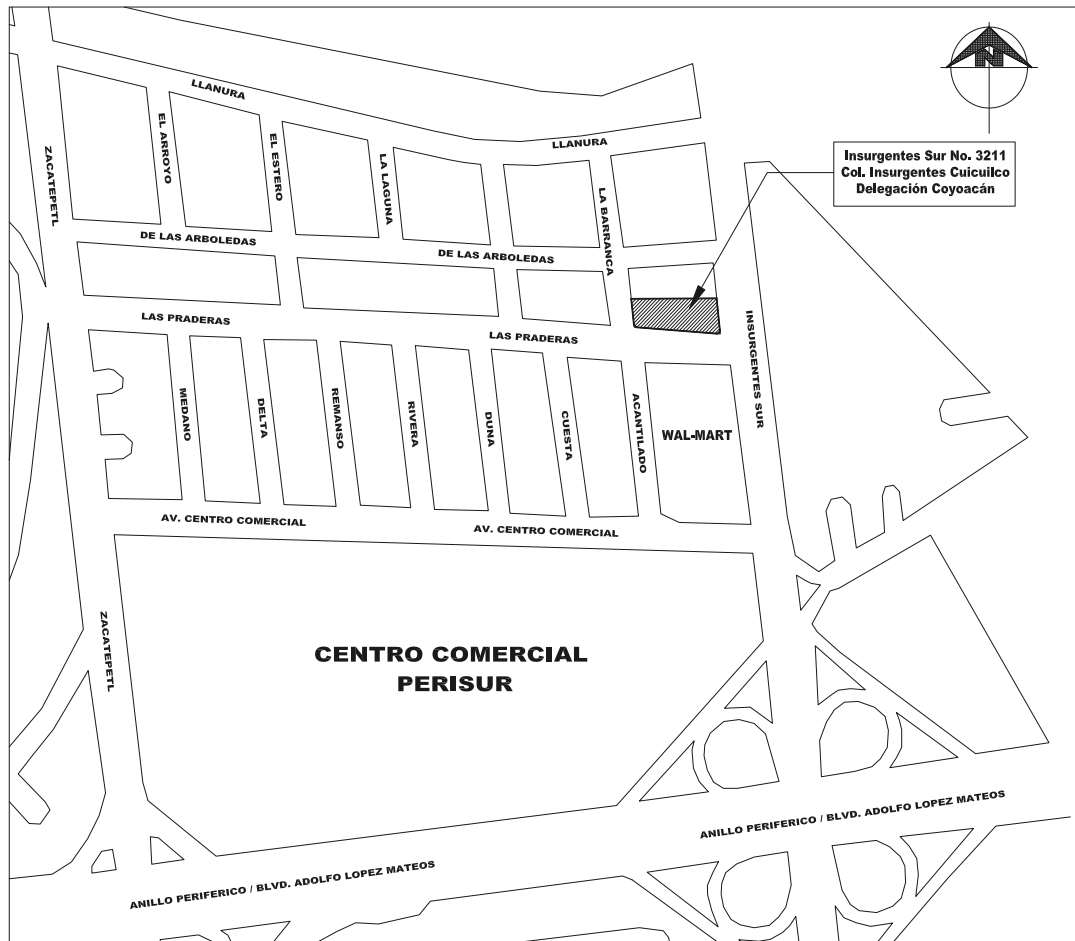 N
LLANURA
LLANURA
EL ARROYO
EL ESTERO
LA LAGUNA
ZACATEPETL
LA BARRANCA
Insurgentes Sur No. 3211
Col. Insurgentes Cuicuilco
Delegación Coyoacán
DE LAS ARBOLEDAS
DE LAS ARBOLEDAS
LAS PRADERAS
LAS PRADERAS
INSURGENTES SUR
MEDANO
DELTA
REMANSO
RIVERA
DUNA
CUESTA
ACANTILADO
WAL-MART
AV. CENTRO COMERCIAL
AV. CENTRO COMERCIAL
ZACATEPETL
CENTRO COMERCIAL
PERISUR
ANILLO PERIFERICO / BLVD. ADOLFO LOPEZ MATEOS
ANILLO PERIFERICO / BLVD. ADOLFO LOPEZ MATEOS